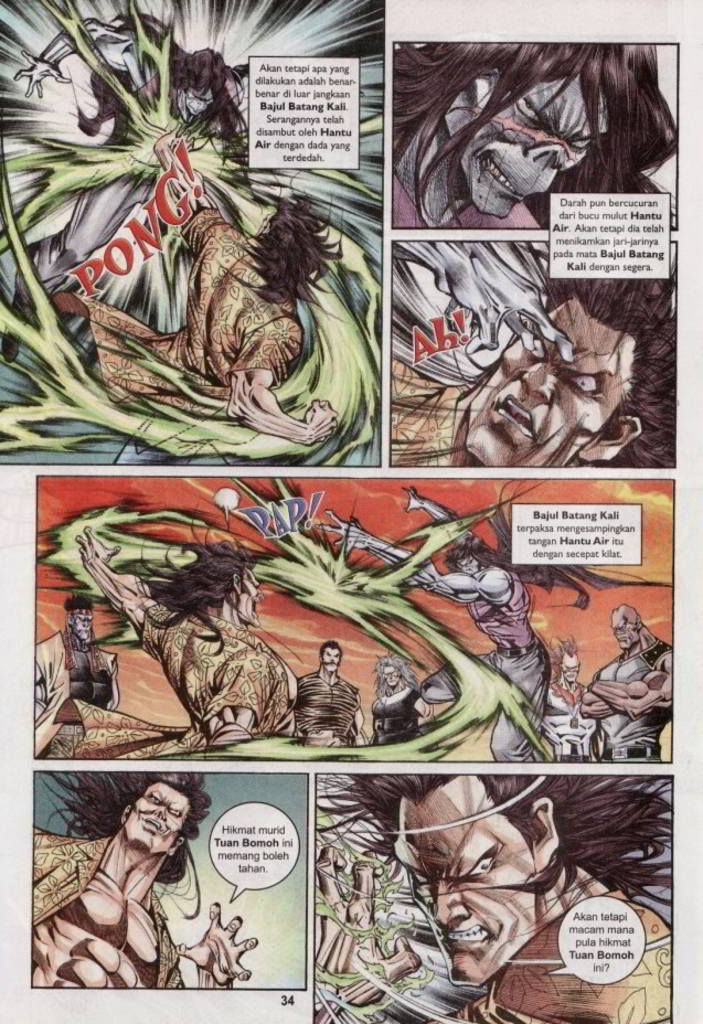 Akan tetapi apa yang
dilakukan adalah benar-
benar di luar jangkaan
Bajul Batang Kali.
Serangannya telah
disambut oleh Hantu
Air dengan dada yang
terdedah.
PONG!
Darah pun bercucuran
dari bucu mulut Hantu
Air. Akan tetapi dia telah
menikamkan jari-jarinya
pada mata Bajul Batang
Kali dengan segera.
Ah!
PAP!
Bajul Batang Kali
terpaksa mengesampingkan
tangan Hantu Air itu
dengan secepat kilat.
Hikmat murid
Tuan Bomoh ini
memang boleh
tahan.
Akan tetapi
macam mana
pula hikmat
Tuan Bomoh
ini?
34